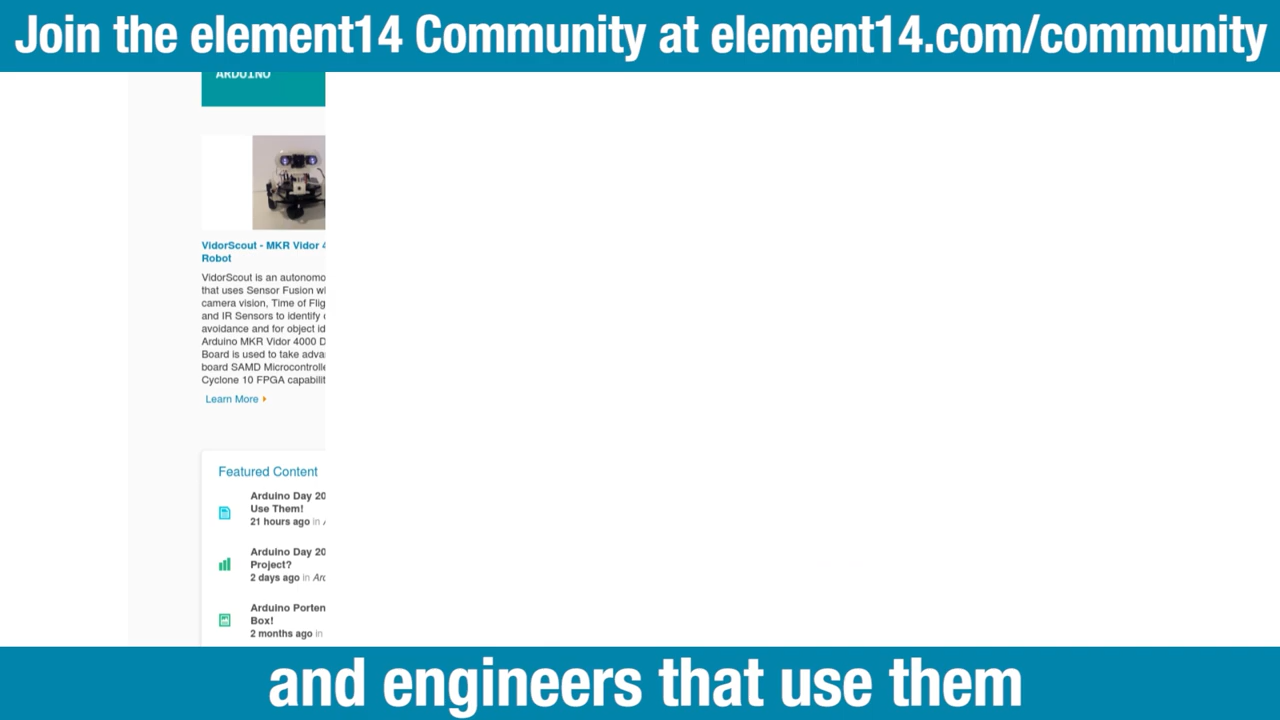 Join the element14 Community at element14.com/community
ARDUINO
VidorScout - MKR Vidor 4
Robot
VidorScout is an autonomo
that uses Sensor Fusion wi
camera vision, Time of Flig
and IR Sensors to identify
avoidance and for object id
Arduino MKR Vidor 4000 D
Board is used to take adva
board SAMD Microcontrolle
Cyclone 10 FPGA capabilit
Learn More
Featured Content
Arduino Day 20
Use Them!
21 hours ago in
Arduino Day 20
Project?
2 days ago in Ard
Arduino Porten
Box!
2 months ago in
and engineers that use them